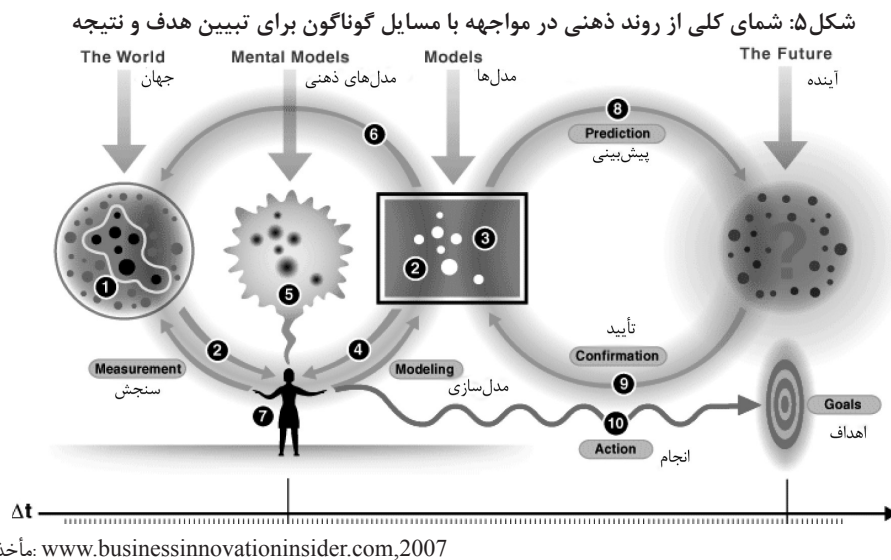 شکل۵: شمای کلی از روند ذهنی در مواجهه با مسایل گوناگون برای تبیین هدف و نتیجه
The World
Mental Models
Models
The Future
جهان
مدل‌های ذهنی
مدل‌ها
آینده
6
8
Prediction
پیش‌بینی
?
1
5
2
3
2
4
تأیید
Measurement
سنجش
Modeling
مدل‌سازی
Confirmation
9
7
10
Goals
اهداف
Action
انجام
Δt
مأخذ: www.businessinnovationinsider.com,2007